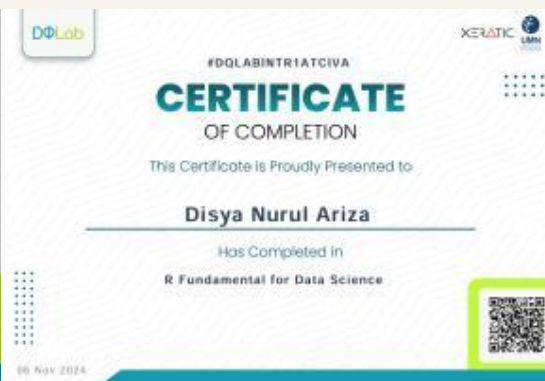 DQLab
XERATIC
UMN
#DQLABINTR1ATCIVA
CERTIFICATE
OF COMPLETION
This Certificate is Proudly Presented to
Disya Nurul Ariza
Has Completed in
R Fundamental for Data Science
06 Nov 2024